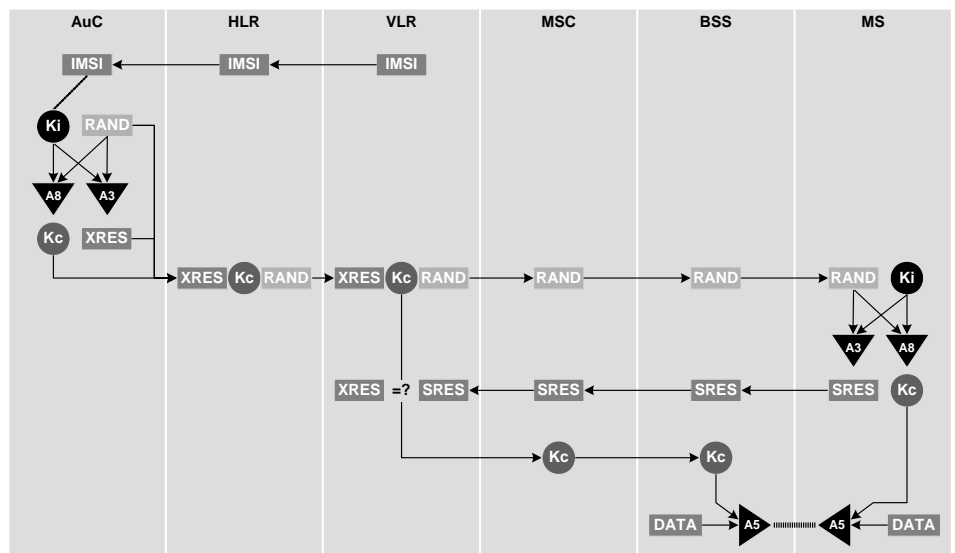 AuC HLR VLR MSC BSS MS
IMSI IMSI IMSI
Ki RAND
A8 A3
Kc XRES
XRES Kc RAND XRES Kc RAND RAND RAND RAND Ki
A3 A8
XRES =? SRES SRES SRES SRES Kc
Kc Kc
DATA A5 A5 DATA